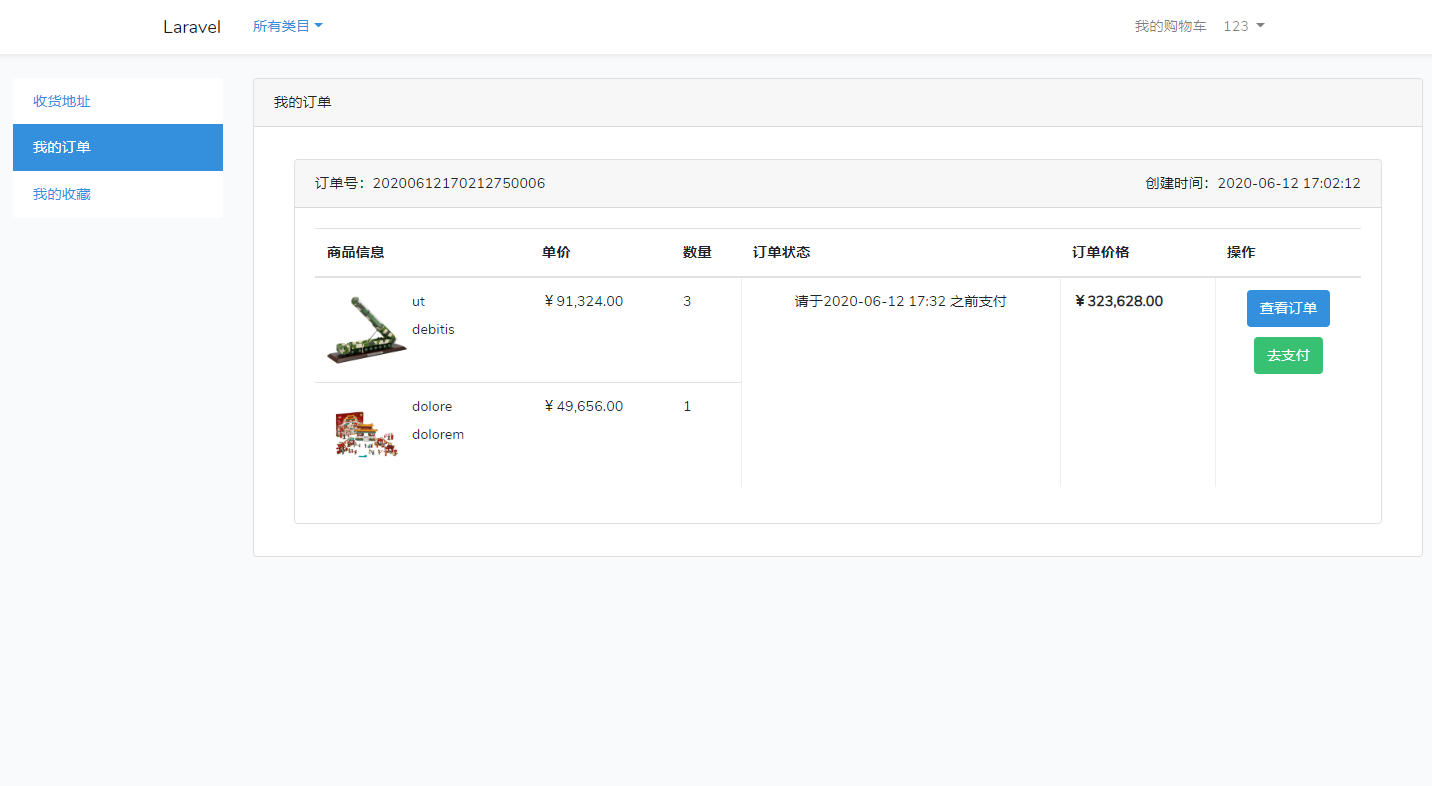 Laravel 所有类目 我的购物车 123
收货地址
我的订单
我的收藏
我的订单
订单号：20200612170212750006 创建时间：2020-06-12 17:02:12
商品信息 单价 数量 订单状态 订单价格 操作
ut ￥91,324.00 3 请于2020-06-12 17:32 之前支付 ￥323,628.00 查看订单
debitis
去支付
dolore ￥49,656.00 1
dolorem